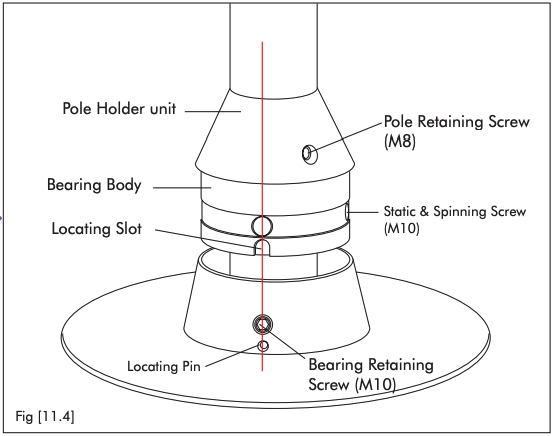 Pole Holder unit
Pole Retaining Screw
(M8)
Bearing Body
Static & Spinning Screw
(M10)
Locating Slot
Locating Pin
Bearing Retaining
Screw (M10)
Fig [11.4]